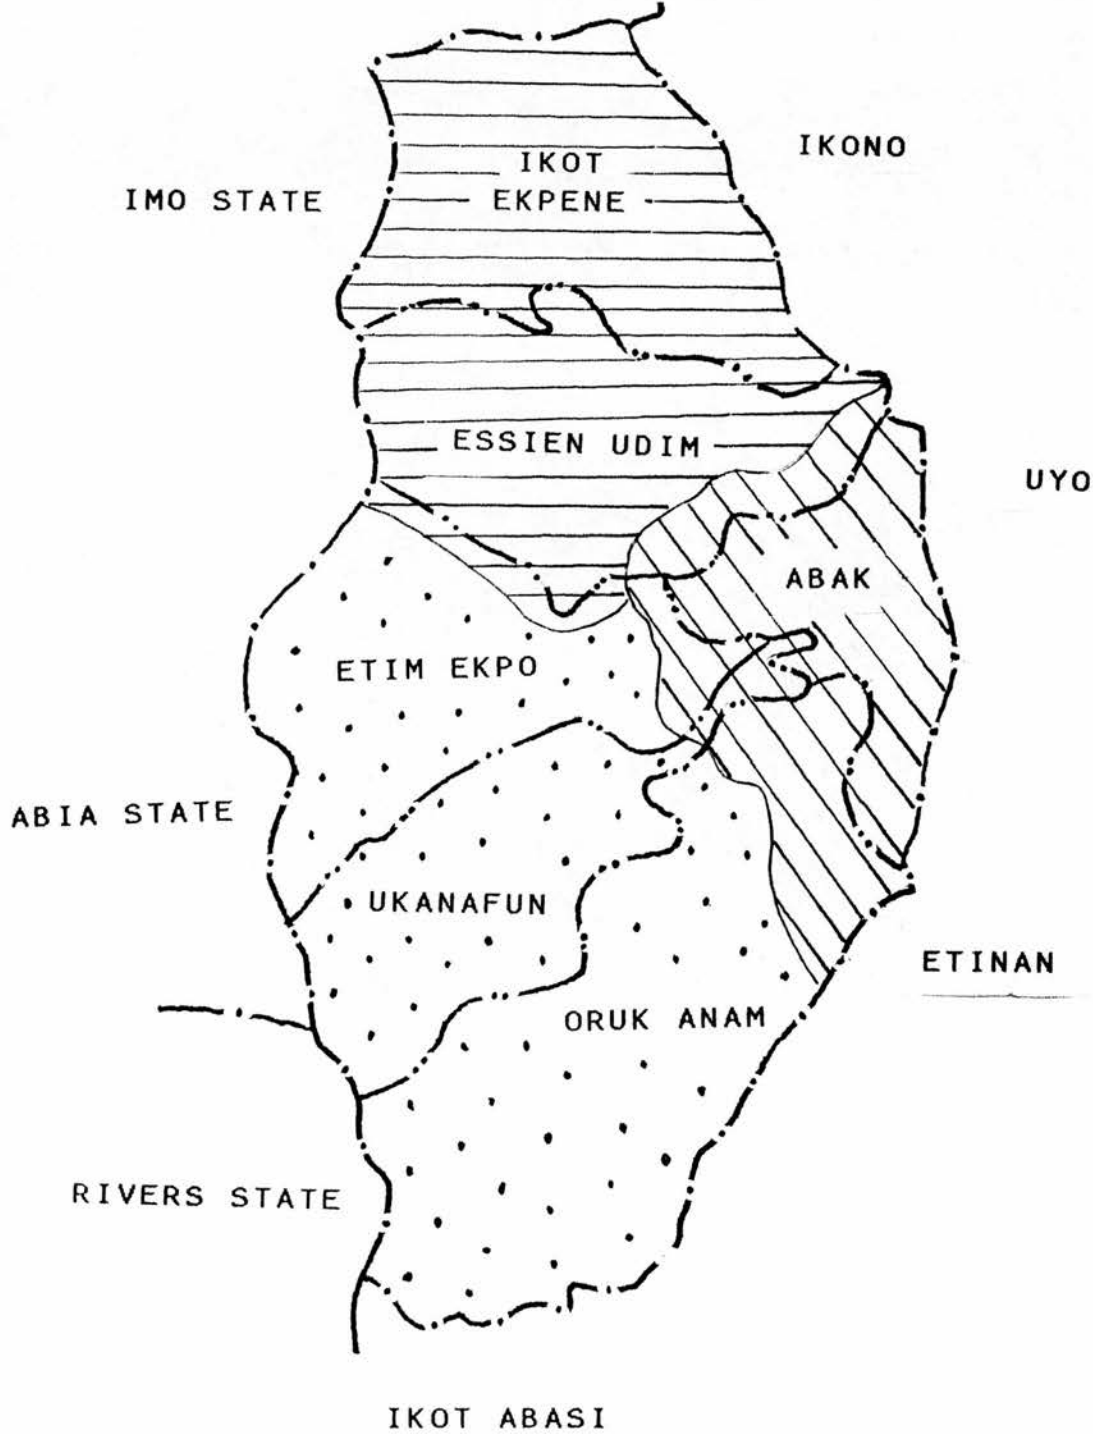 IKONO
IKOT
EKPENE
IMO STATE
ESSIEN UDIM
UYO
ABAK
ETIM EKPO
ABIA STATE
UKANAFUN
ETINAN
ORUK ANAM
RIVERS STATE
IKOT ABASI